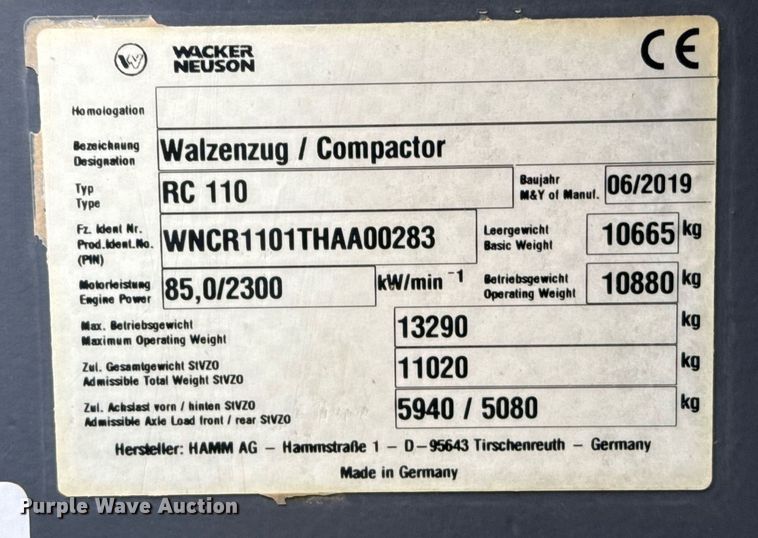 WACKER
NEUSON
CE
Homologation
Bezeichnung
Designation
Walzenzug / Compactor
Typ
Type
RC 110
Baujahr
M&Y of Manuf.
06/2019
Fz. Ident Nr.
Prod.Ident.No.
(PIN)
WNCR1101THAA00283
Leergewicht
Basic Weight
10665 kg
Motorleistung
Engine Power
85,0/2300 kW/min⁻¹
Betriebsgewicht
Operating Weight
10880 kg
Max. Betriebsgewicht
Maximum Operating Weight
13290 kg
Zul. Gesamtgewicht StVZO
Admissible Total Weight StVZO
11020 kg
Zul. Achslast vorn / hinten StVZO
Admissible Axle Load front / rear StVZO
5940 / 5080 kg
Hersteller: HAMM AG – Hammstraße 1 – D–95643 Tirschenreuth – Germany
Made in Germany
Purple Wave Auction